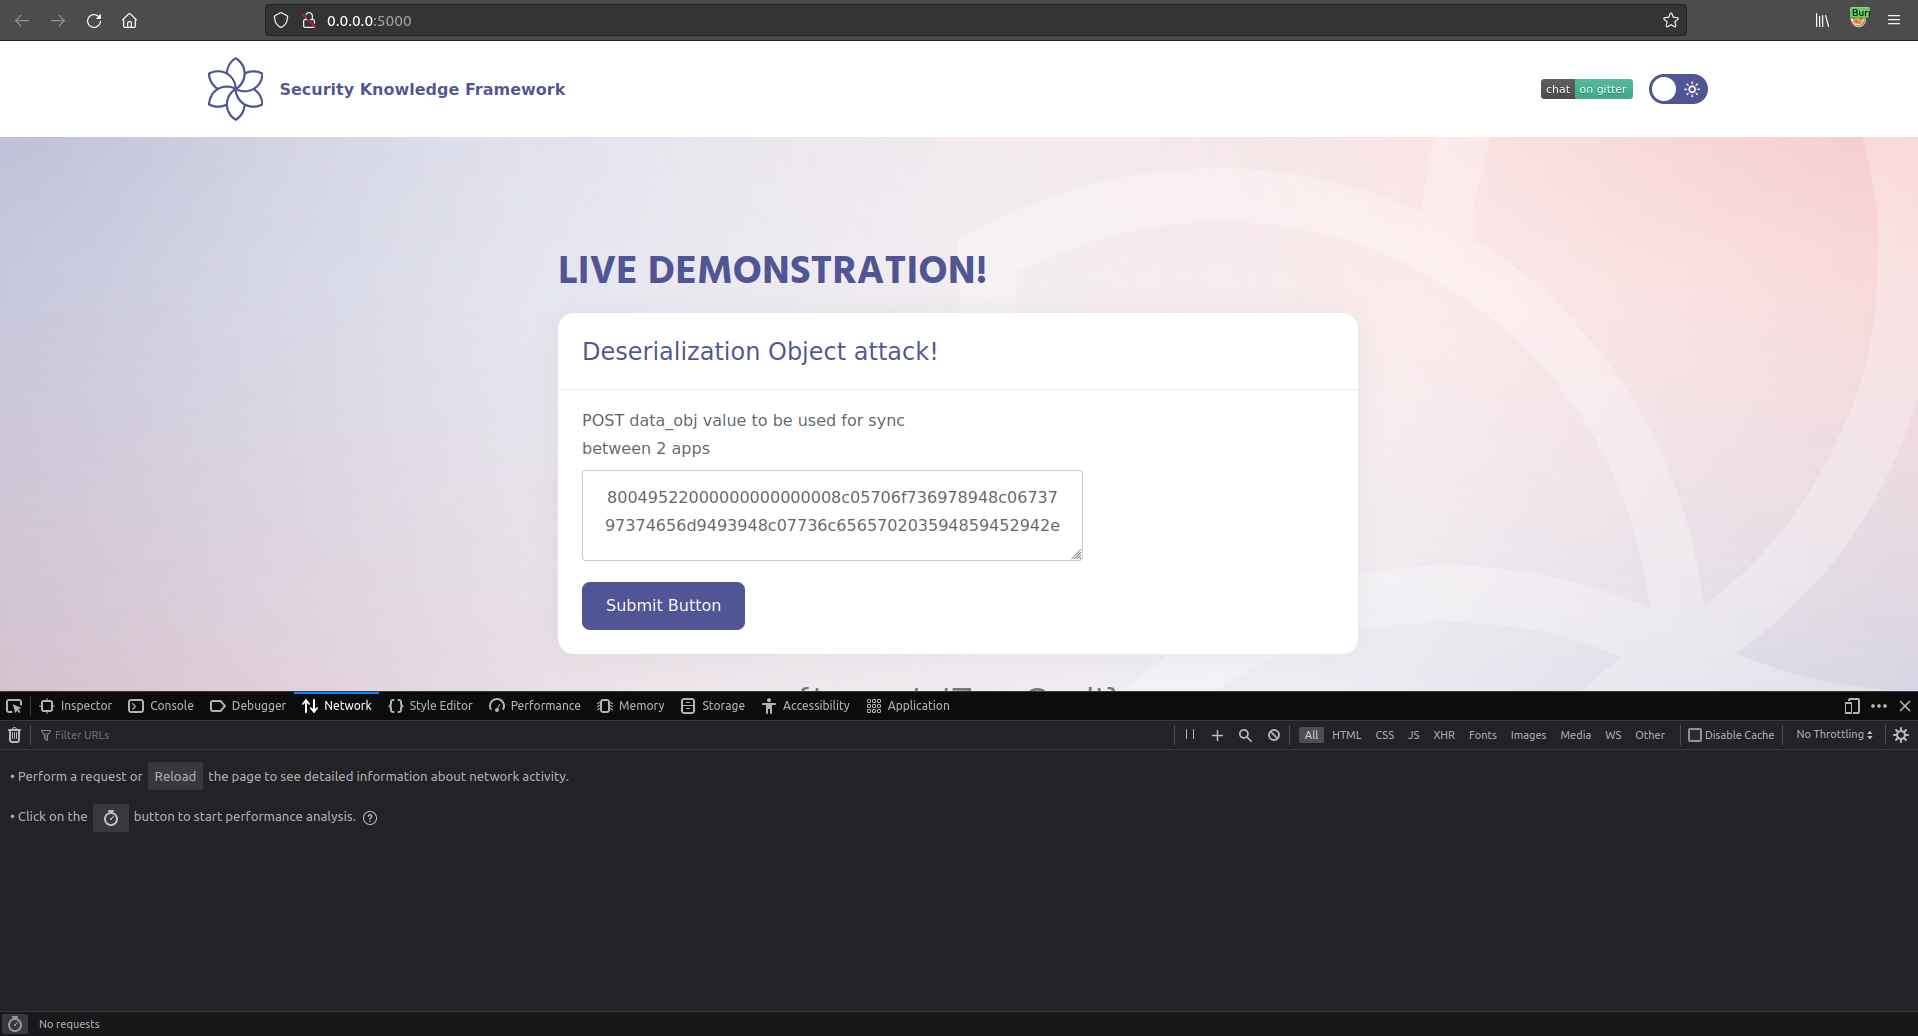 0.0.0.0:5000
Bur
Security Knowledge Framework
chat on gitter
LIVE DEMONSTRATION!
Deserialization Object attack!
POST data_obj value to be used for sync
between 2 apps
80049522000000000000008c05706f736978948c06737
97374656d9493948c07736c656570203594859452942e
Submit Button
Inspector Console Debugger Network Style Editor Performance Memory Storage Accessibility Application
Filter URLs All HTML CSS JS XHR Fonts Images Media WS Other Disable Cache No Throttling
• Perform a request or Reload the page to see detailed information about network activity.
• Click on the button to start performance analysis. ?
No requests